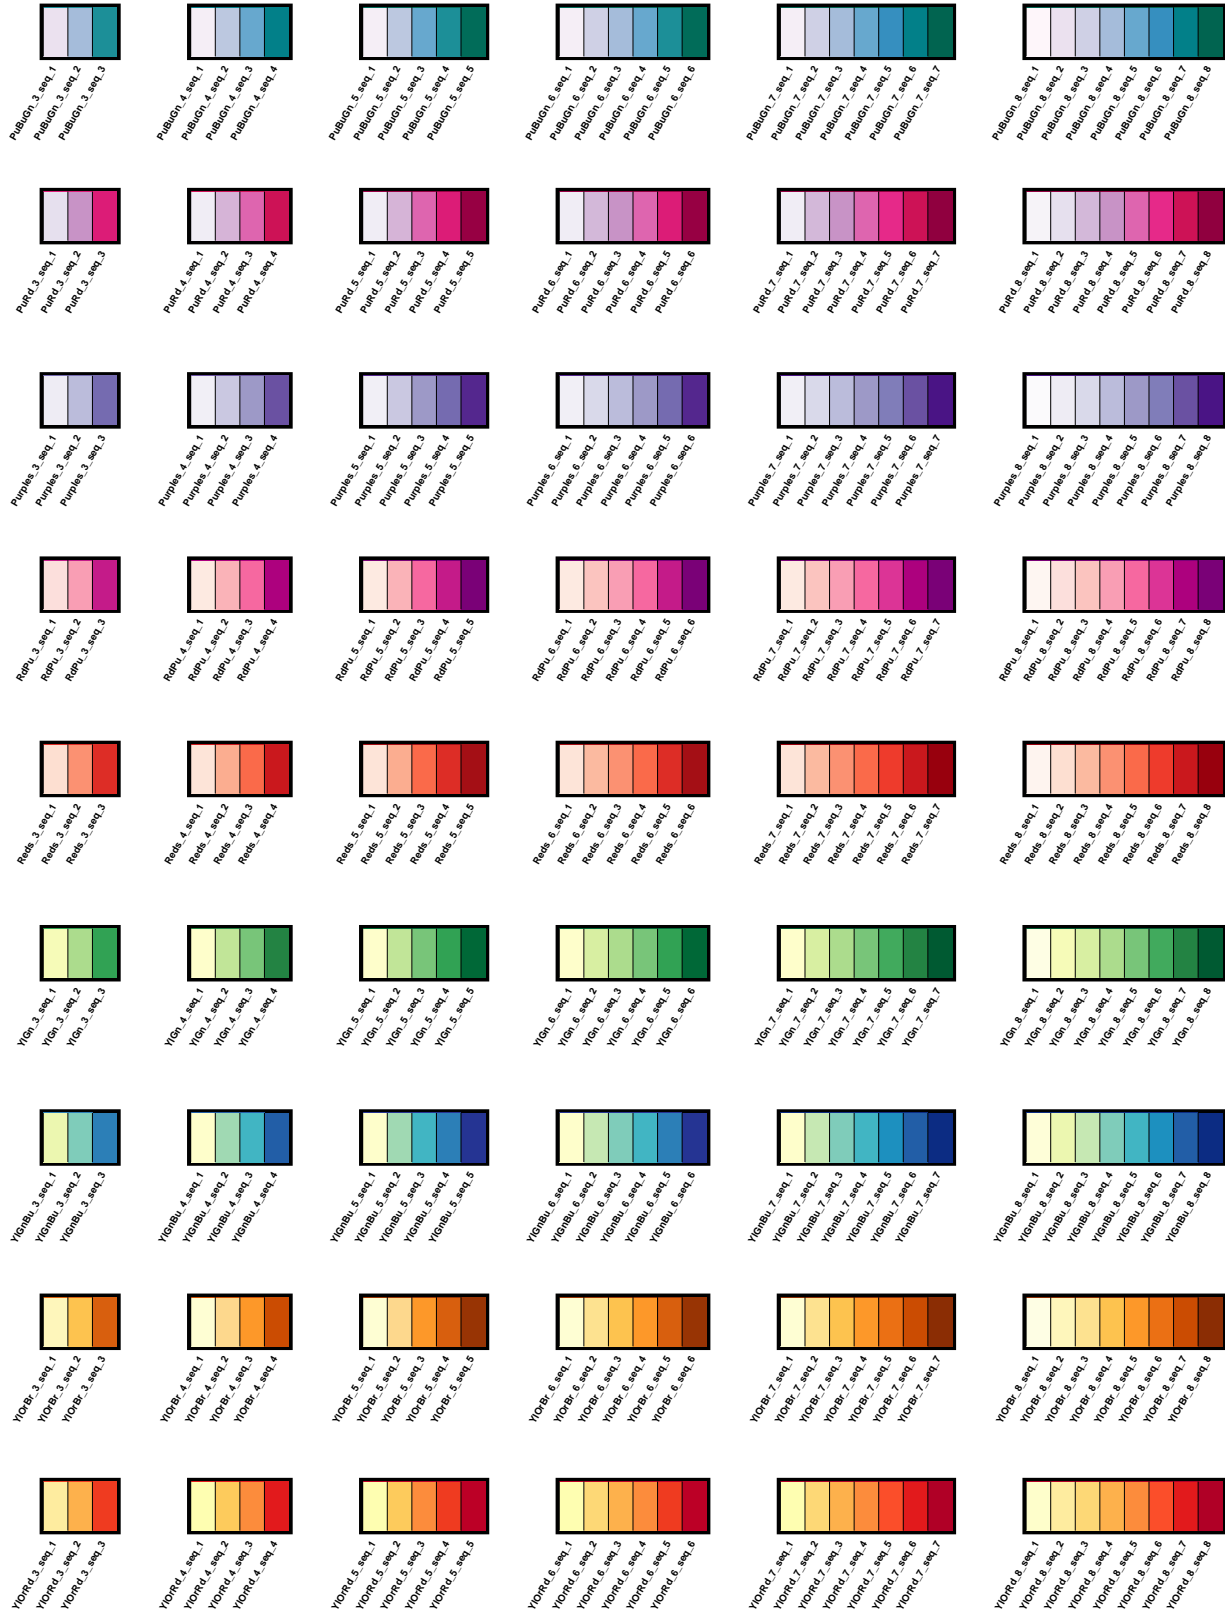 PuBuGn_3_seq_1
PuBuGn_3_seq_2
PuBuGn_3_seq_3
PuBuGn_4_seq_1
PuBuGn_4_seq_2
PuBuGn_4_seq_3
PuBuGn_4_seq_4
PuBuGn_5_seq_1
PuBuGn_5_seq_2
PuBuGn_5_seq_3
PuBuGn_5_seq_4
PuBuGn_5_seq_5
PuBuGn_6_seq_1
PuBuGn_6_seq_2
PuBuGn_6_seq_3
PuBuGn_6_seq_4
PuBuGn_6_seq_5
PuBuGn_6_seq_6
PuBuGn_7_seq_1
PuBuGn_7_seq_2
PuBuGn_7_seq_3
PuBuGn_7_seq_4
PuBuGn_7_seq_5
PuBuGn_7_seq_6
PuBuGn_7_seq_7
PuBuGn_8_seq_1
PuBuGn_8_seq_2
PuBuGn_8_seq_3
PuBuGn_8_seq_4
PuBuGn_8_seq_5
PuBuGn_8_seq_6
PuBuGn_8_seq_7
PuBuGn_8_seq_8
PuRd_3_seq_1
PuRd_3_seq_2
PuRd_3_seq_3
PuRd_4_seq_1
PuRd_4_seq_2
PuRd_4_seq_3
PuRd_4_seq_4
PuRd_5_seq_1
PuRd_5_seq_2
PuRd_5_seq_3
PuRd_5_seq_4
PuRd_5_seq_5
PuRd_6_seq_1
PuRd_6_seq_2
PuRd_6_seq_3
PuRd_6_seq_4
PuRd_6_seq_5
PuRd_6_seq_6
PuRd_7_seq_1
PuRd_7_seq_2
PuRd_7_seq_3
PuRd_7_seq_4
PuRd_7_seq_5
PuRd_7_seq_6
PuRd_7_seq_7
PuRd_8_seq_1
PuRd_8_seq_2
PuRd_8_seq_3
PuRd_8_seq_4
PuRd_8_seq_5
PuRd_8_seq_6
PuRd_8_seq_7
PuRd_8_seq_8
Purples_3_seq_1
Purples_3_seq_2
Purples_3_seq_3
Purples_4_seq_1
Purples_4_seq_2
Purples_4_seq_3
Purples_4_seq_4
Purples_5_seq_1
Purples_5_seq_2
Purples_5_seq_3
Purples_5_seq_4
Purples_5_seq_5
Purples_6_seq_1
Purples_6_seq_2
Purples_6_seq_3
Purples_6_seq_4
Purples_6_seq_5
Purples_6_seq_6
Purples_7_seq_1
Purples_7_seq_2
Purples_7_seq_3
Purples_7_seq_4
Purples_7_seq_5
Purples_7_seq_6
Purples_7_seq_7
Purples_8_seq_1
Purples_8_seq_2
Purples_8_seq_3
Purples_8_seq_4
Purples_8_seq_5
Purples_8_seq_6
Purples_8_seq_7
Purples_8_seq_8
RdPu_3_seq_1
RdPu_3_seq_2
RdPu_3_seq_3
RdPu_4_seq_1
RdPu_4_seq_2
RdPu_4_seq_3
RdPu_4_seq_4
RdPu_5_seq_1
RdPu_5_seq_2
RdPu_5_seq_3
RdPu_5_seq_4
RdPu_5_seq_5
RdPu_6_seq_1
RdPu_6_seq_2
RdPu_6_seq_3
RdPu_6_seq_4
RdPu_6_seq_5
RdPu_6_seq_6
RdPu_7_seq_1
RdPu_7_seq_2
RdPu_7_seq_3
RdPu_7_seq_4
RdPu_7_seq_5
RdPu_7_seq_6
RdPu_7_seq_7
RdPu_8_seq_1
RdPu_8_seq_2
RdPu_8_seq_3
RdPu_8_seq_4
RdPu_8_seq_5
RdPu_8_seq_6
RdPu_8_seq_7
RdPu_8_seq_8
Reds_3_seq_1
Reds_3_seq_2
Reds_3_seq_3
Reds_4_seq_1
Reds_4_seq_2
Reds_4_seq_3
Reds_4_seq_4
Reds_5_seq_1
Reds_5_seq_2
Reds_5_seq_3
Reds_5_seq_4
Reds_5_seq_5
Reds_6_seq_1
Reds_6_seq_2
Reds_6_seq_3
Reds_6_seq_4
Reds_6_seq_5
Reds_6_seq_6
Reds_7_seq_1
Reds_7_seq_2
Reds_7_seq_3
Reds_7_seq_4
Reds_7_seq_5
Reds_7_seq_6
Reds_7_seq_7
Reds_8_seq_1
Reds_8_seq_2
Reds_8_seq_3
Reds_8_seq_4
Reds_8_seq_5
Reds_8_seq_6
Reds_8_seq_7
Reds_8_seq_8
YlGn_3_seq_1
YlGn_3_seq_2
YlGn_3_seq_3
YlGn_4_seq_1
YlGn_4_seq_2
YlGn_4_seq_3
YlGn_4_seq_4
YlGn_5_seq_1
YlGn_5_seq_2
YlGn_5_seq_3
YlGn_5_seq_4
YlGn_5_seq_5
YlGn_6_seq_1
YlGn_6_seq_2
YlGn_6_seq_3
YlGn_6_seq_4
YlGn_6_seq_5
YlGn_6_seq_6
YlGn_7_seq_1
YlGn_7_seq_2
YlGn_7_seq_3
YlGn_7_seq_4
YlGn_7_seq_5
YlGn_7_seq_6
YlGn_7_seq_7
YlGn_8_seq_1
YlGn_8_seq_2
YlGn_8_seq_3
YlGn_8_seq_4
YlGn_8_seq_5
YlGn_8_seq_6
YlGn_8_seq_7
YlGn_8_seq_8
YlGnBu_3_seq_1
YlGnBu_3_seq_2
YlGnBu_3_seq_3
YlGnBu_4_seq_1
YlGnBu_4_seq_2
YlGnBu_4_seq_3
YlGnBu_4_seq_4
YlGnBu_5_seq_1
YlGnBu_5_seq_2
YlGnBu_5_seq_3
YlGnBu_5_seq_4
YlGnBu_5_seq_5
YlGnBu_6_seq_1
YlGnBu_6_seq_2
YlGnBu_6_seq_3
YlGnBu_6_seq_4
YlGnBu_6_seq_5
YlGnBu_6_seq_6
YlGnBu_7_seq_1
YlGnBu_7_seq_2
YlGnBu_7_seq_3
YlGnBu_7_seq_4
YlGnBu_7_seq_5
YlGnBu_7_seq_6
YlGnBu_7_seq_7
YlGnBu_8_seq_1
YlGnBu_8_seq_2
YlGnBu_8_seq_3
YlGnBu_8_seq_4
YlGnBu_8_seq_5
YlGnBu_8_seq_6
YlGnBu_8_seq_7
YlGnBu_8_seq_8
YlOrBr_3_seq_1
YlOrBr_3_seq_2
YlOrBr_3_seq_3
YlOrBr_4_seq_1
YlOrBr_4_seq_2
YlOrBr_4_seq_3
YlOrBr_4_seq_4
YlOrBr_5_seq_1
YlOrBr_5_seq_2
YlOrBr_5_seq_3
YlOrBr_5_seq_4
YlOrBr_5_seq_5
YlOrBr_6_seq_1
YlOrBr_6_seq_2
YlOrBr_6_seq_3
YlOrBr_6_seq_4
YlOrBr_6_seq_5
YlOrBr_6_seq_6
YlOrBr_7_seq_1
YlOrBr_7_seq_2
YlOrBr_7_seq_3
YlOrBr_7_seq_4
YlOrBr_7_seq_5
YlOrBr_7_seq_6
YlOrBr_7_seq_7
YlOrBr_8_seq_1
YlOrBr_8_seq_2
YlOrBr_8_seq_3
YlOrBr_8_seq_4
YlOrBr_8_seq_5
YlOrBr_8_seq_6
YlOrBr_8_seq_7
YlOrBr_8_seq_8
YlOrRd_3_seq_1
YlOrRd_3_seq_2
YlOrRd_3_seq_3
YlOrRd_4_seq_1
YlOrRd_4_seq_2
YlOrRd_4_seq_3
YlOrRd_4_seq_4
YlOrRd_5_seq_1
YlOrRd_5_seq_2
YlOrRd_5_seq_3
YlOrRd_5_seq_4
YlOrRd_5_seq_5
YlOrRd_6_seq_1
YlOrRd_6_seq_2
YlOrRd_6_seq_3
YlOrRd_6_seq_4
YlOrRd_6_seq_5
YlOrRd_6_seq_6
YlOrRd_7_seq_1
YlOrRd_7_seq_2
YlOrRd_7_seq_3
YlOrRd_7_seq_4
YlOrRd_7_seq_5
YlOrRd_7_seq_6
YlOrRd_7_seq_7
YlOrRd_8_seq_1
YlOrRd_8_seq_2
YlOrRd_8_seq_3
YlOrRd_8_seq_4
YlOrRd_8_seq_5
YlOrRd_8_seq_6
YlOrRd_8_seq_7
YlOrRd_8_seq_8